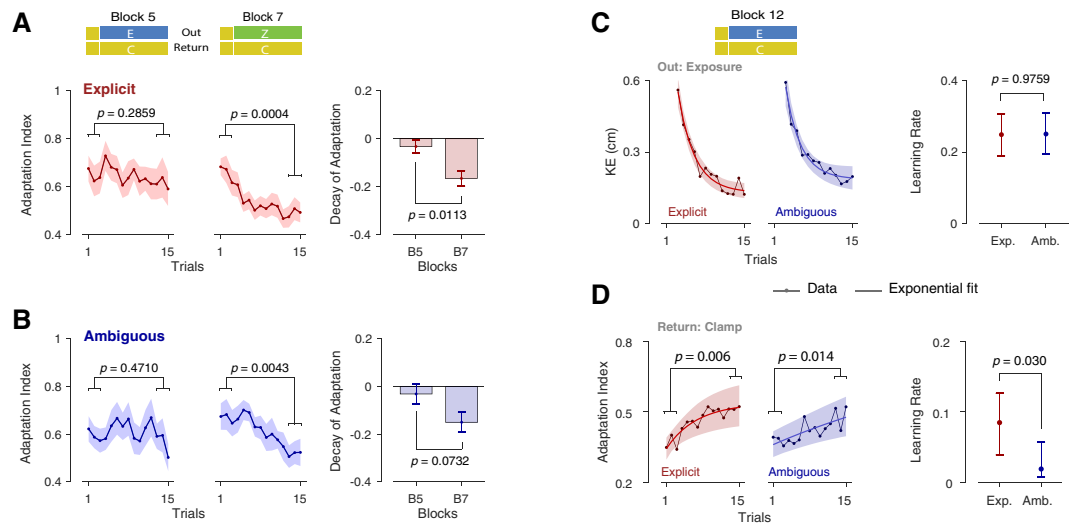 A
Block 5
Block 7
E
Out
Z
C
Return
C
Explicit
Adaptation Index
1
0.8
0.6
0.4
p = 0.2859
p = 0.0004
1
15
1
15
Trials
Decay of Adaptation
0.2
0
-0.2
-0.4
p = 0.0113
B5
B7
Blocks
B
Ambiguous
Adaptation Index
1
0.8
0.6
0.4
p = 0.4710
p = 0.0043
1
15
1
15
Trials
Decay of Adaptation
0.2
0
-0.2
-0.4
p = 0.0732
B5
B7
Blocks
C
Block 12
E
C
Out: Exposure
KE (cm)
0.6
0.3
0
Explicit
Ambiguous
1
15
1
15
Trials
Learning Rate
0.4
0.2
0
p = 0.9759
Exp.
Amb.
D
Data
Exponential fit
Return: Clamp
Adaptation Index
0.8
0.5
0.2
p = 0.006
p = 0.014
Explicit
Ambiguous
1
15
1
15
Trials
Learning Rate
0.2
0.1
0
p = 0.030
Exp.
Amb.